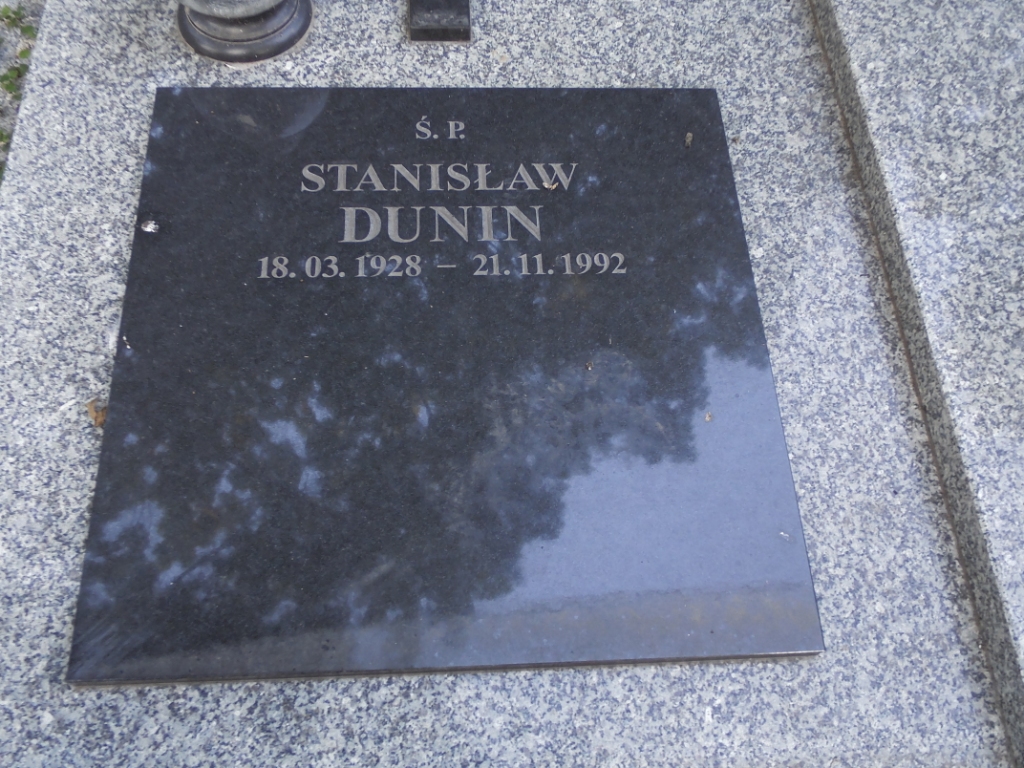 Ś. P.
STANISŁAW
DUNIN
18. 03. 1928 – 21. 11. 1992